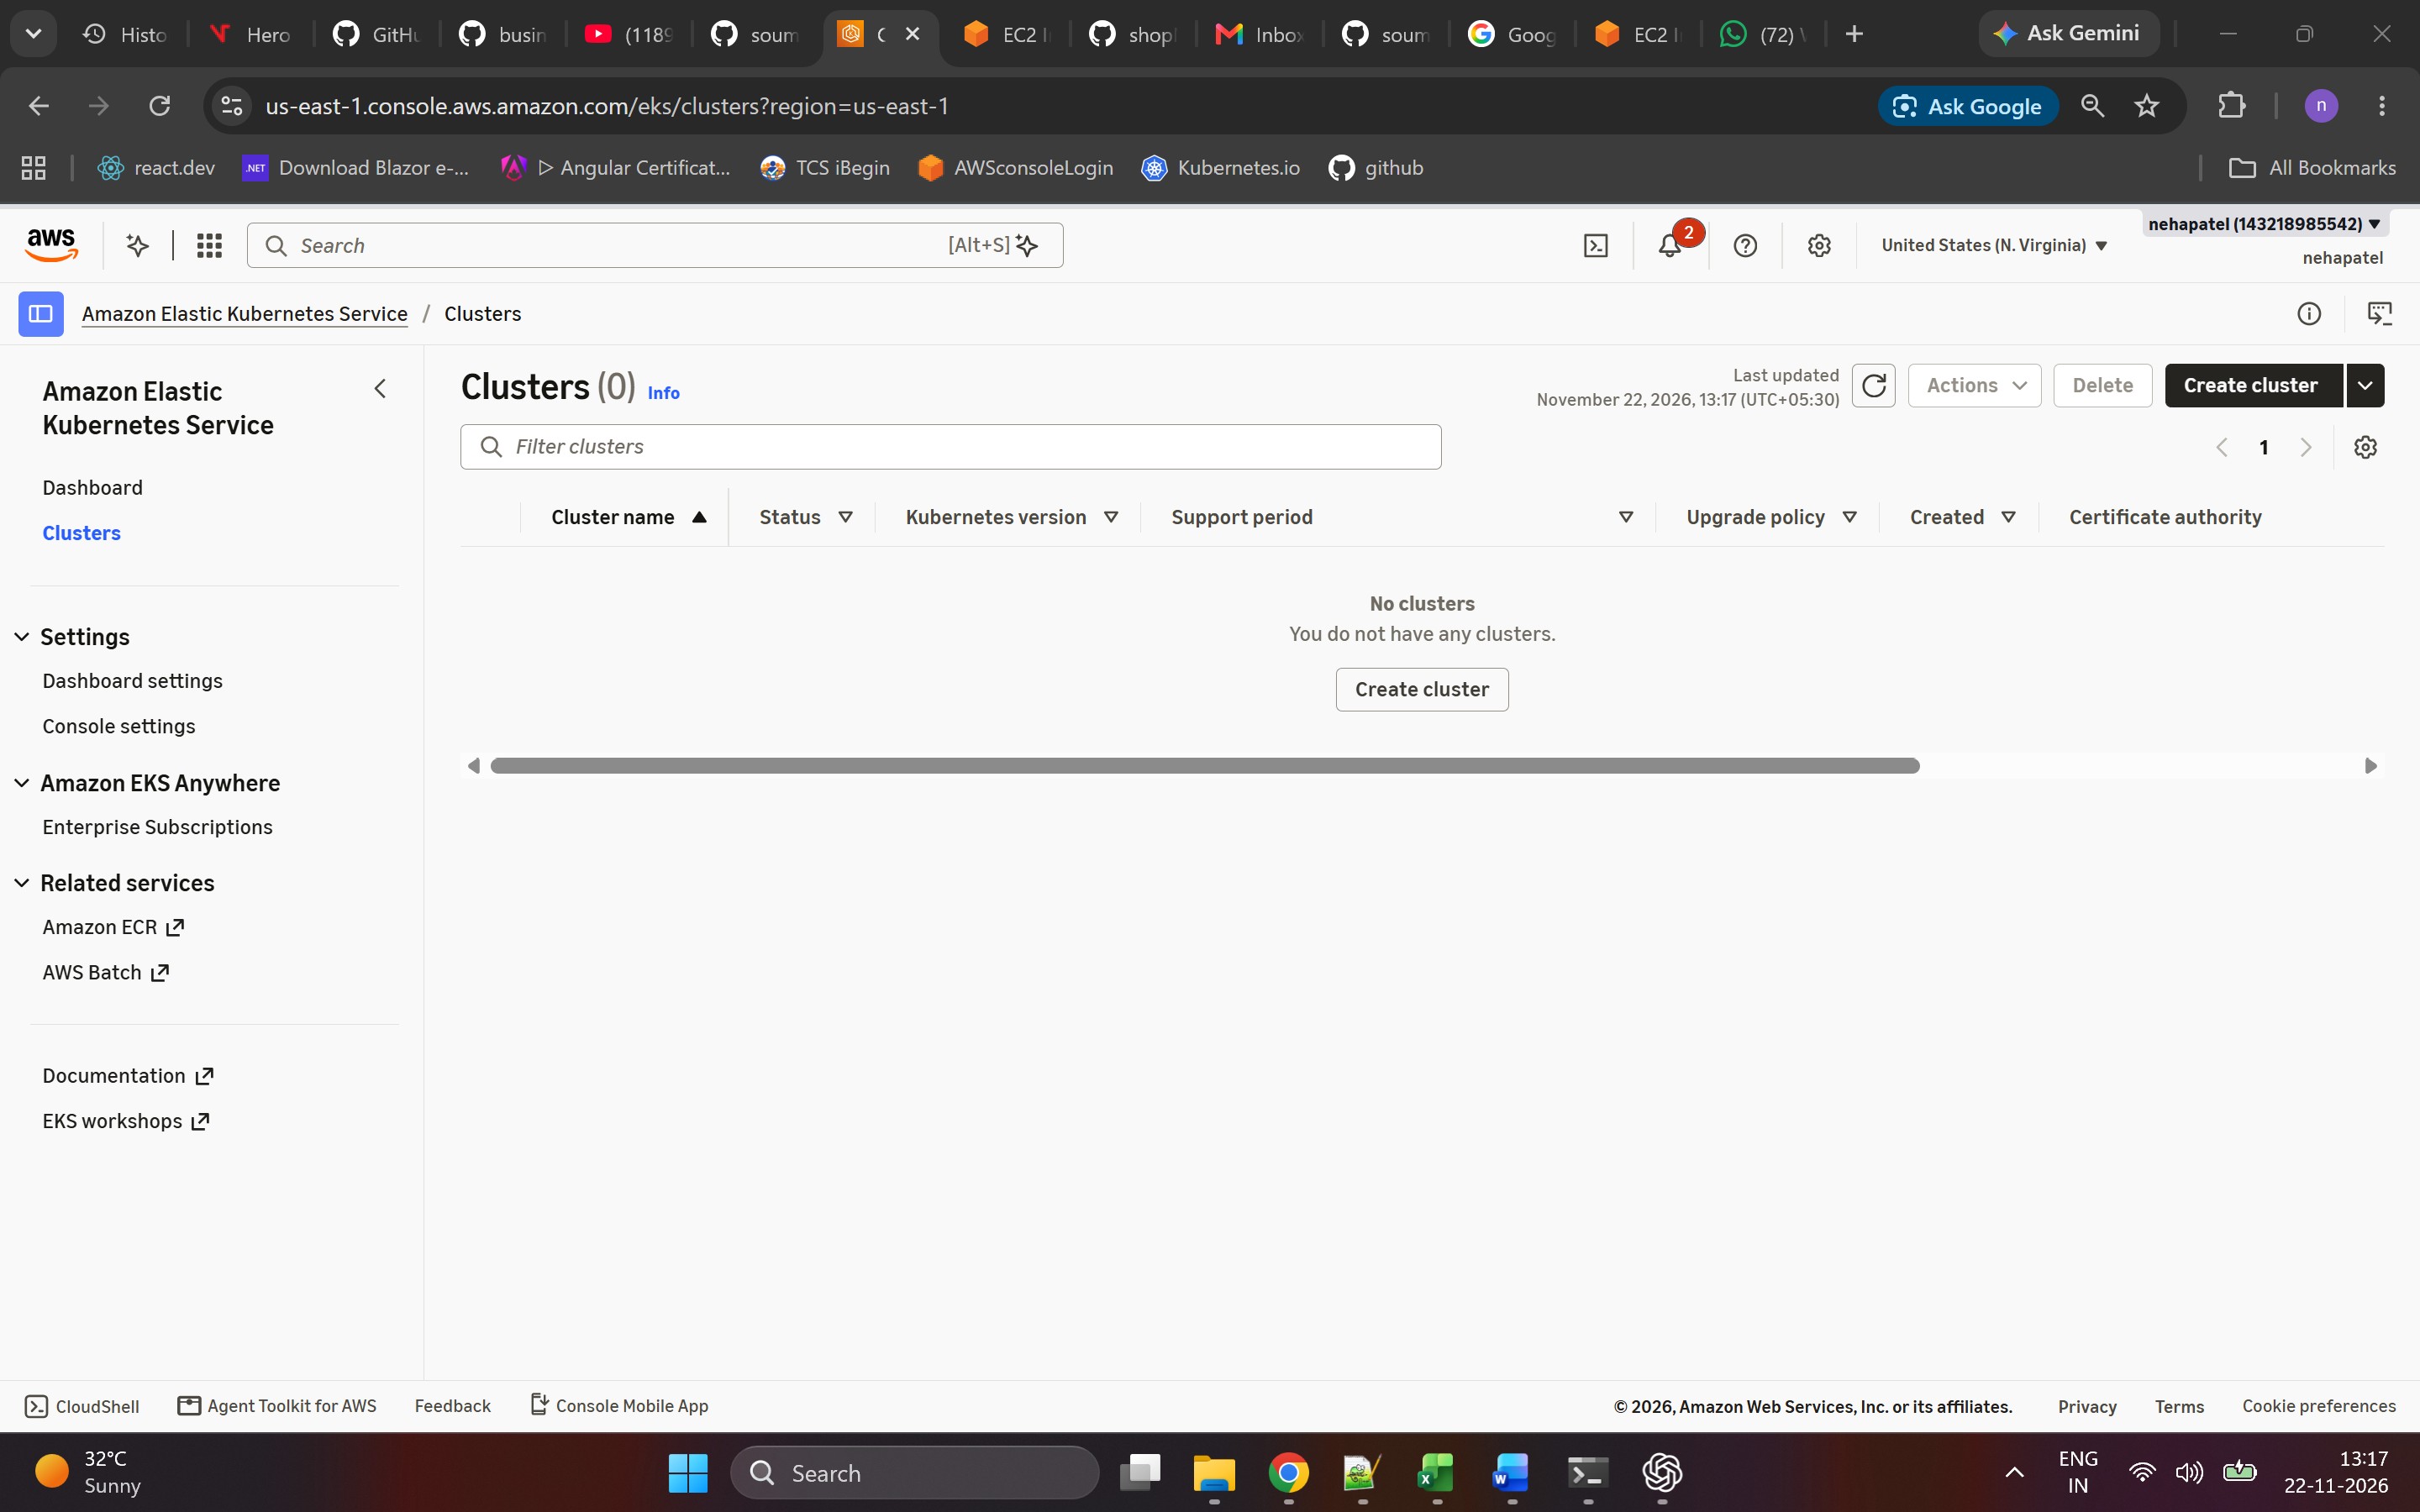 Histo
Hero
GitHu
busin
(1189
soum
EC2 I
shop
Inbox
soum
Goog
EC2 I
(72)
Ask Gemini
us-east-1.console.aws.amazon.com/eks/clusters?region=us-east-1
Ask Google
n
react.dev
.NET
Download Blazor e-...
▷ Angular Certificat...
TCS iBegin
AWSconsoleLogin
Kubernetes.io
github
All Bookmarks
aws
Search
[Alt+S]
2
United States (N. Virginia)
nehapatel (143218985542)
nehapatel
Amazon Elastic Kubernetes Service / Clusters
Amazon Elastic
Kubernetes Service
Dashboard
Clusters
Settings
Dashboard settings
Console settings
Amazon EKS Anywhere
Enterprise Subscriptions
Related services
Amazon ECR
AWS Batch
Documentation
EKS workshops
Clusters (0) Info
Last updated
November 22, 2026, 13:17 (UTC+05:30)
Actions
Delete
Create cluster
Filter clusters
1
Cluster name
Status
Kubernetes version
Support period
Upgrade policy
Created
Certificate authority
No clusters
You do not have any clusters.
Create cluster
CloudShell
Agent Toolkit for AWS
Feedback
Console Mobile App
© 2026, Amazon Web Services, Inc. or its affiliates.
Privacy
Terms
Cookie preferences
32°C
Sunny
Search
ENG
IN
13:17
22-11-2026